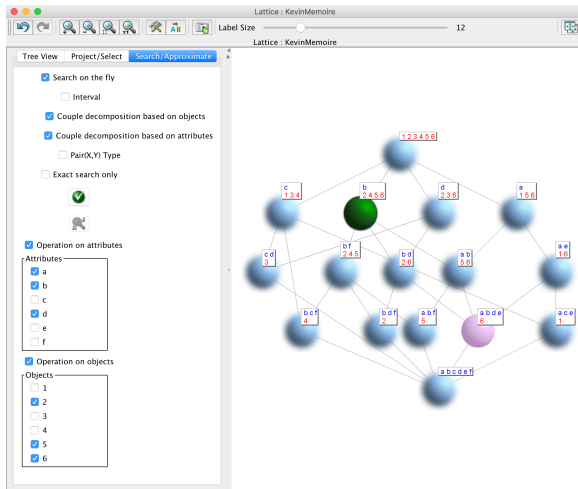 Lattice : KevinMemoire
Label Size
12
Lattice : KevinMemoire
Tree View
Project/Select
Search/Approximate
Search on the fly
Interval
Couple decomposition based on objects
Couple decomposition based on attributes
Pair(X,Y) Type
Exact search only
Operation on attributes
Attributes
a
b
c
d
e
f
Operation on objects
Objects
1
2
3
4
5
6
1 2 3 4 5 6
c
1 3 4
b
2 4 5 6
d
2 3 6
a
1 5 6
c d
3
b f
2 4 5
b d
2 6
a b
5 6
a e
1 6
b c f
4
b d f
2
a b f
5
a b d e
6
a c e
1
a b c d e f